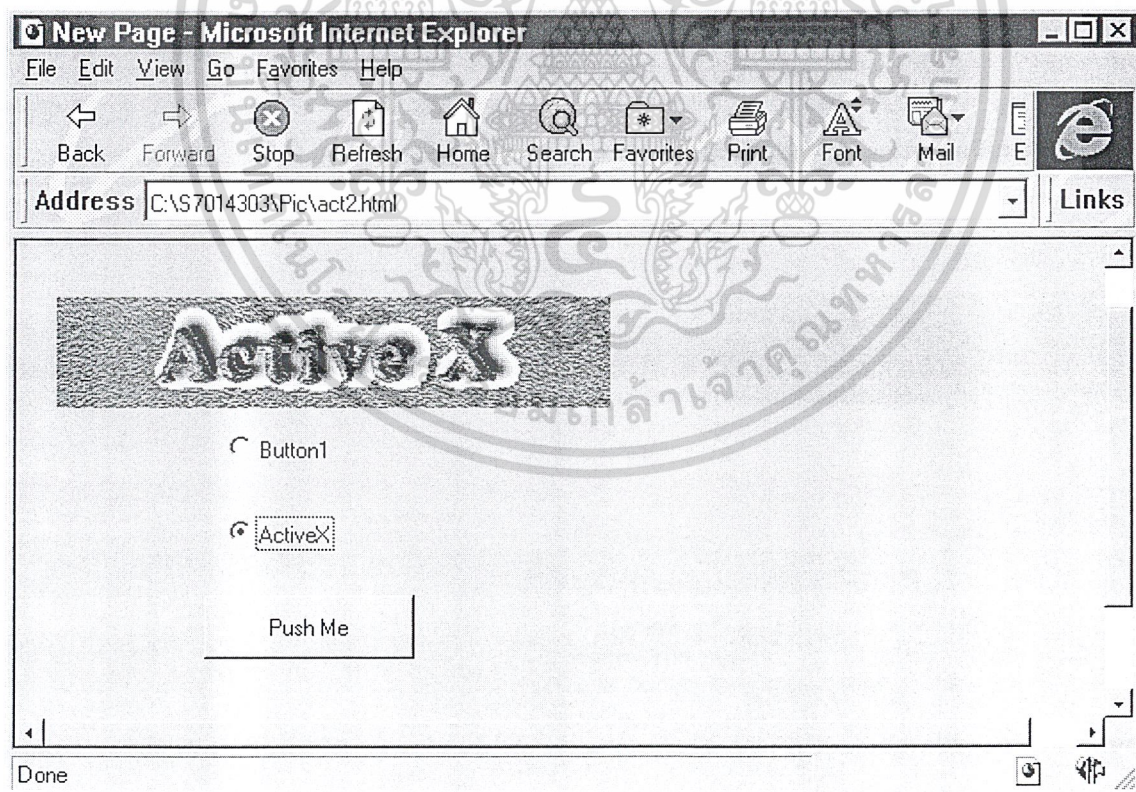 New Page - Microsoft Internet Explorer
File Edit View Go Favorites Help
Back Forward Stop Refresh Home Search Favorites Print Font Mail E
Address C:\S7014303\Pic\act2.html Links
Active X
Button1
ActiveX
Push Me
Done